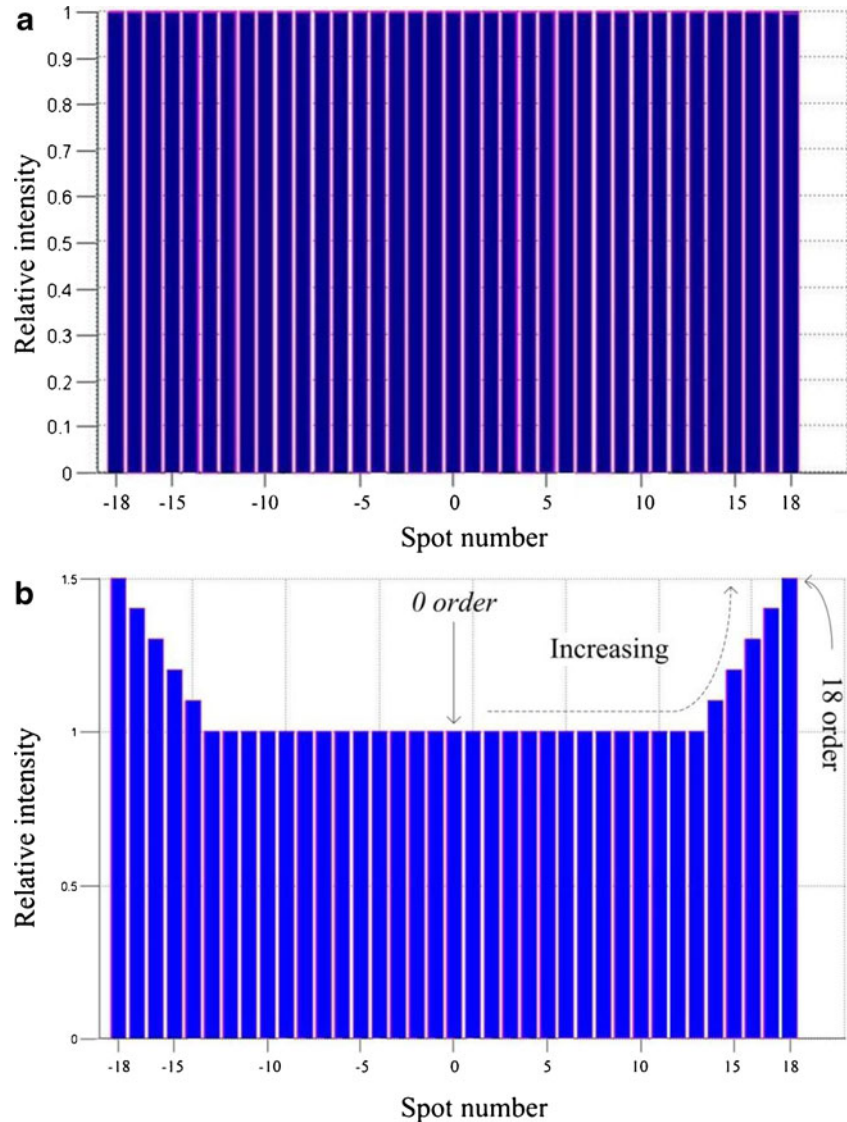 a
1
0.9
0.8
0.7
0.6
0.5
0.4
0.3
0.2
0.1
0
Relative intensity
-18 -15 -10 -5 0 5 10 15 18
Spot number
b
1.5
1
0.5
0
Relative intensity
0 order
Increasing
18 order
-18 -15 -10 -5 0 5 10 15 18
Spot number